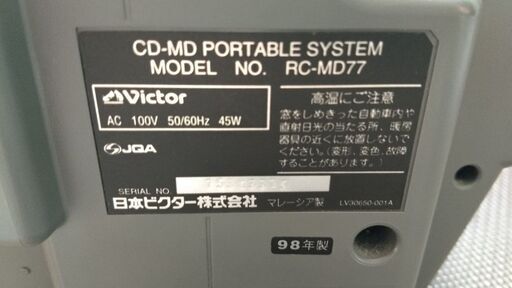 CD-MD PORTABLE SYSTEM
MODEL NO. RC-MD77
Victor
AC 100V 50/60Hz 45W
JQA
高温にご注意
窓をしめきった自動車内や
直射日光の当たる所、暖房
器具の近くに放置しないで
ください。(変形、変色、故障
することがあります。)
SERIAL NO.
日本ビクター株式会社 マレーシア製 LV30650-001A
98年製